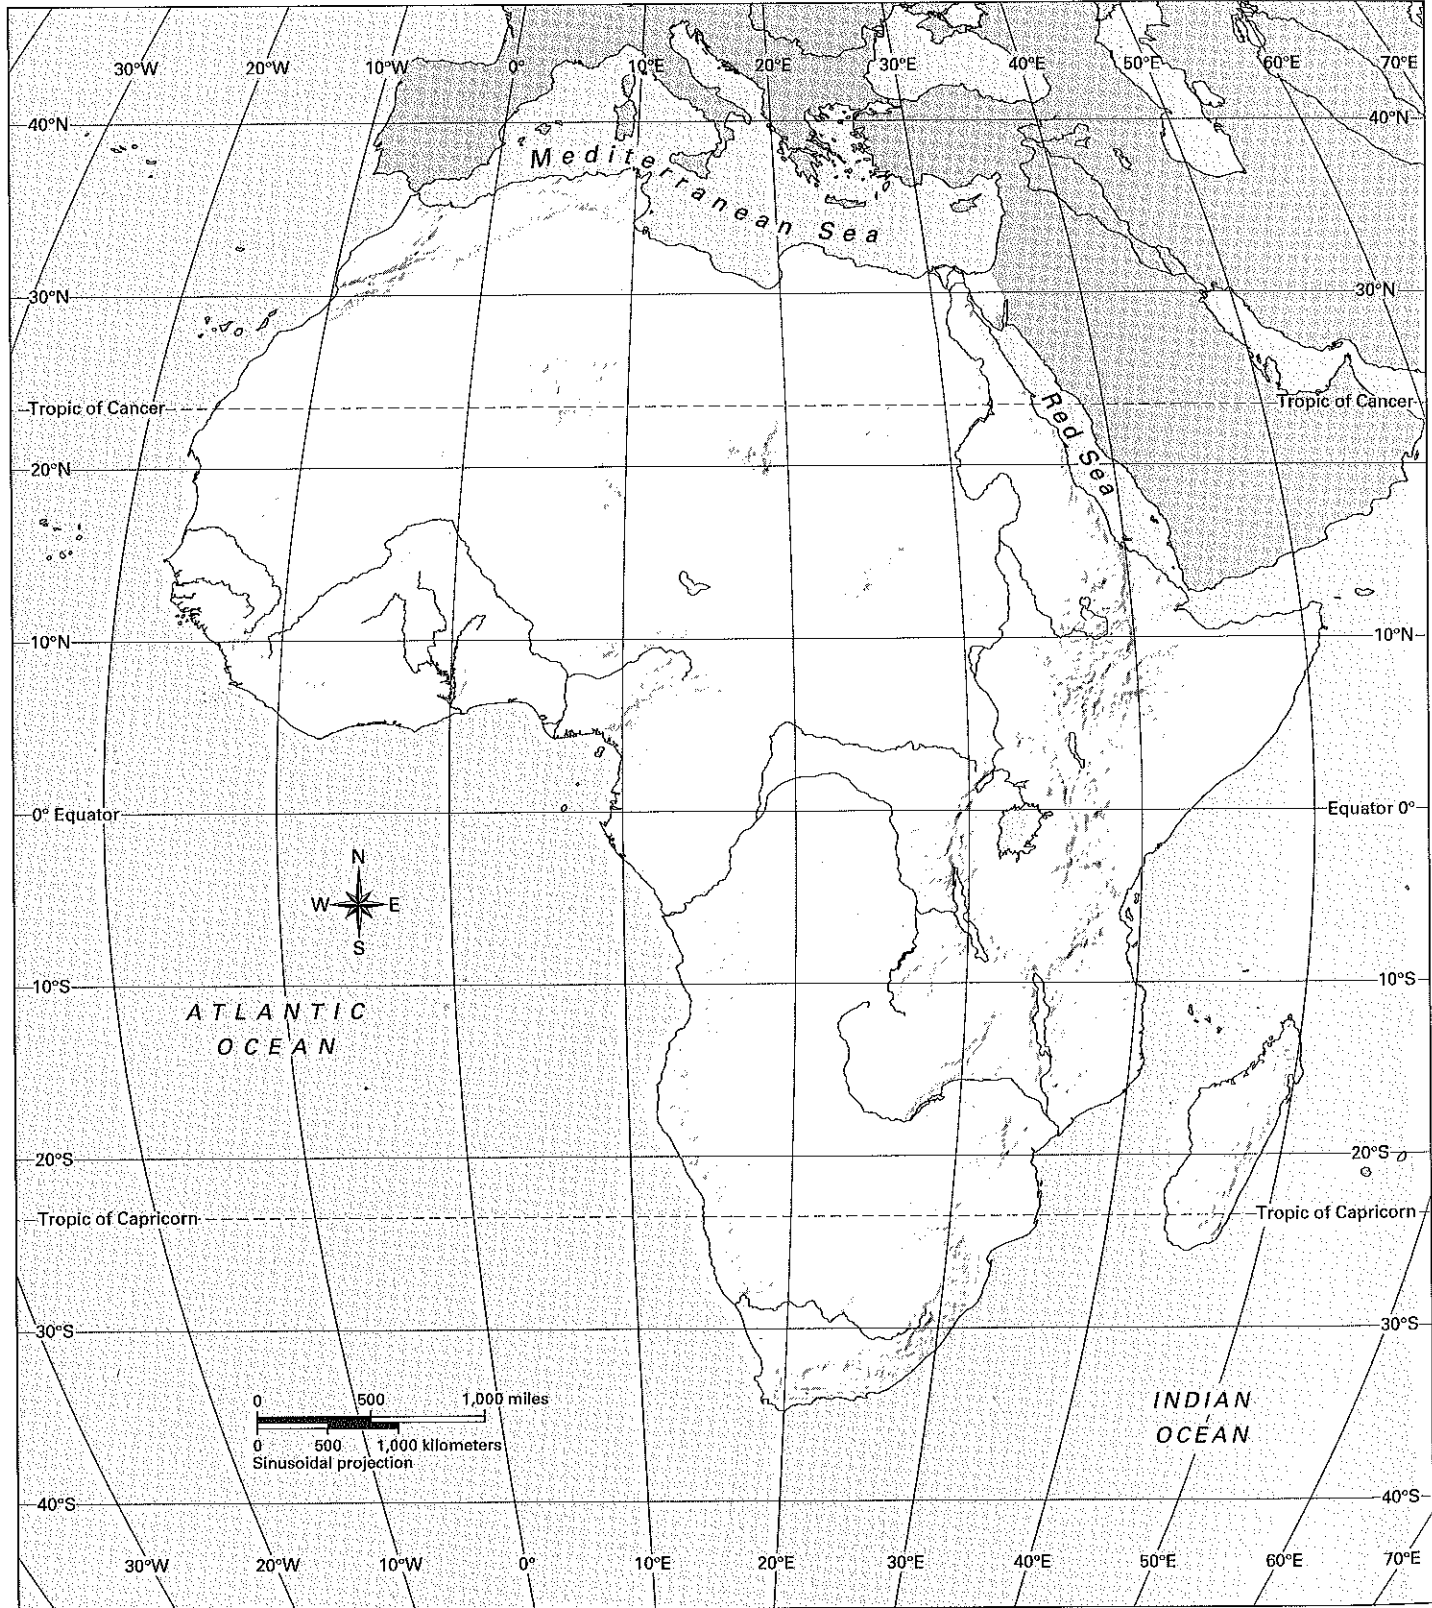 30°W 20°W 10°W 0° 10°E 20°E 30°E 40°E 50°E 60°E 70°E
40°N 40°N
Mediterranean Sea
30°N 30°N
Tropic of Cancer Tropic of Cancer
Red Sea
20°N
10°N 10°N
0° Equator Equator 0°
N
W E
S
10°S 10°S
ATLANTIC
OCEAN
20°S 20°S
Tropic of Capricorn Tropic of Capricorn
30°S 30°S
0 500 1,000 miles
0 500 1,000 kilometers
Sinusoidal projection
INDIAN
OCEAN
40°S 40°S
30°W 20°W 10°W 0° 10°E 20°E 30°E 40°E 50°E 60°E 70°E